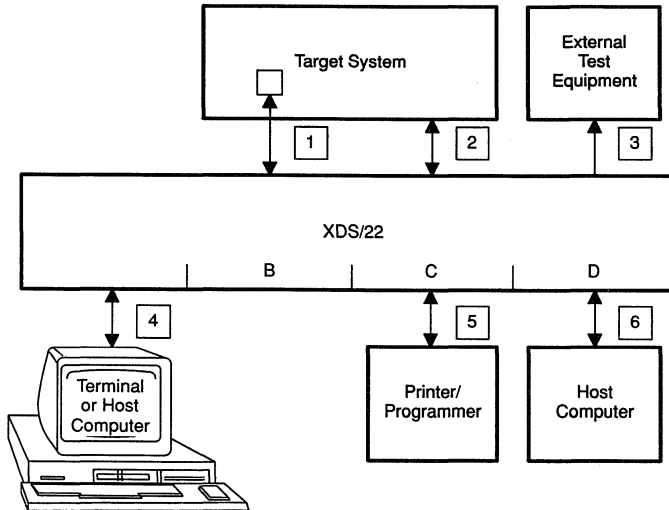 Target System
External
Test
Equipment
1
2
3
XDS/22
B
C
D
4
5
6
Terminal
or Host
Computer
Printer/
Programmer
Host
Computer